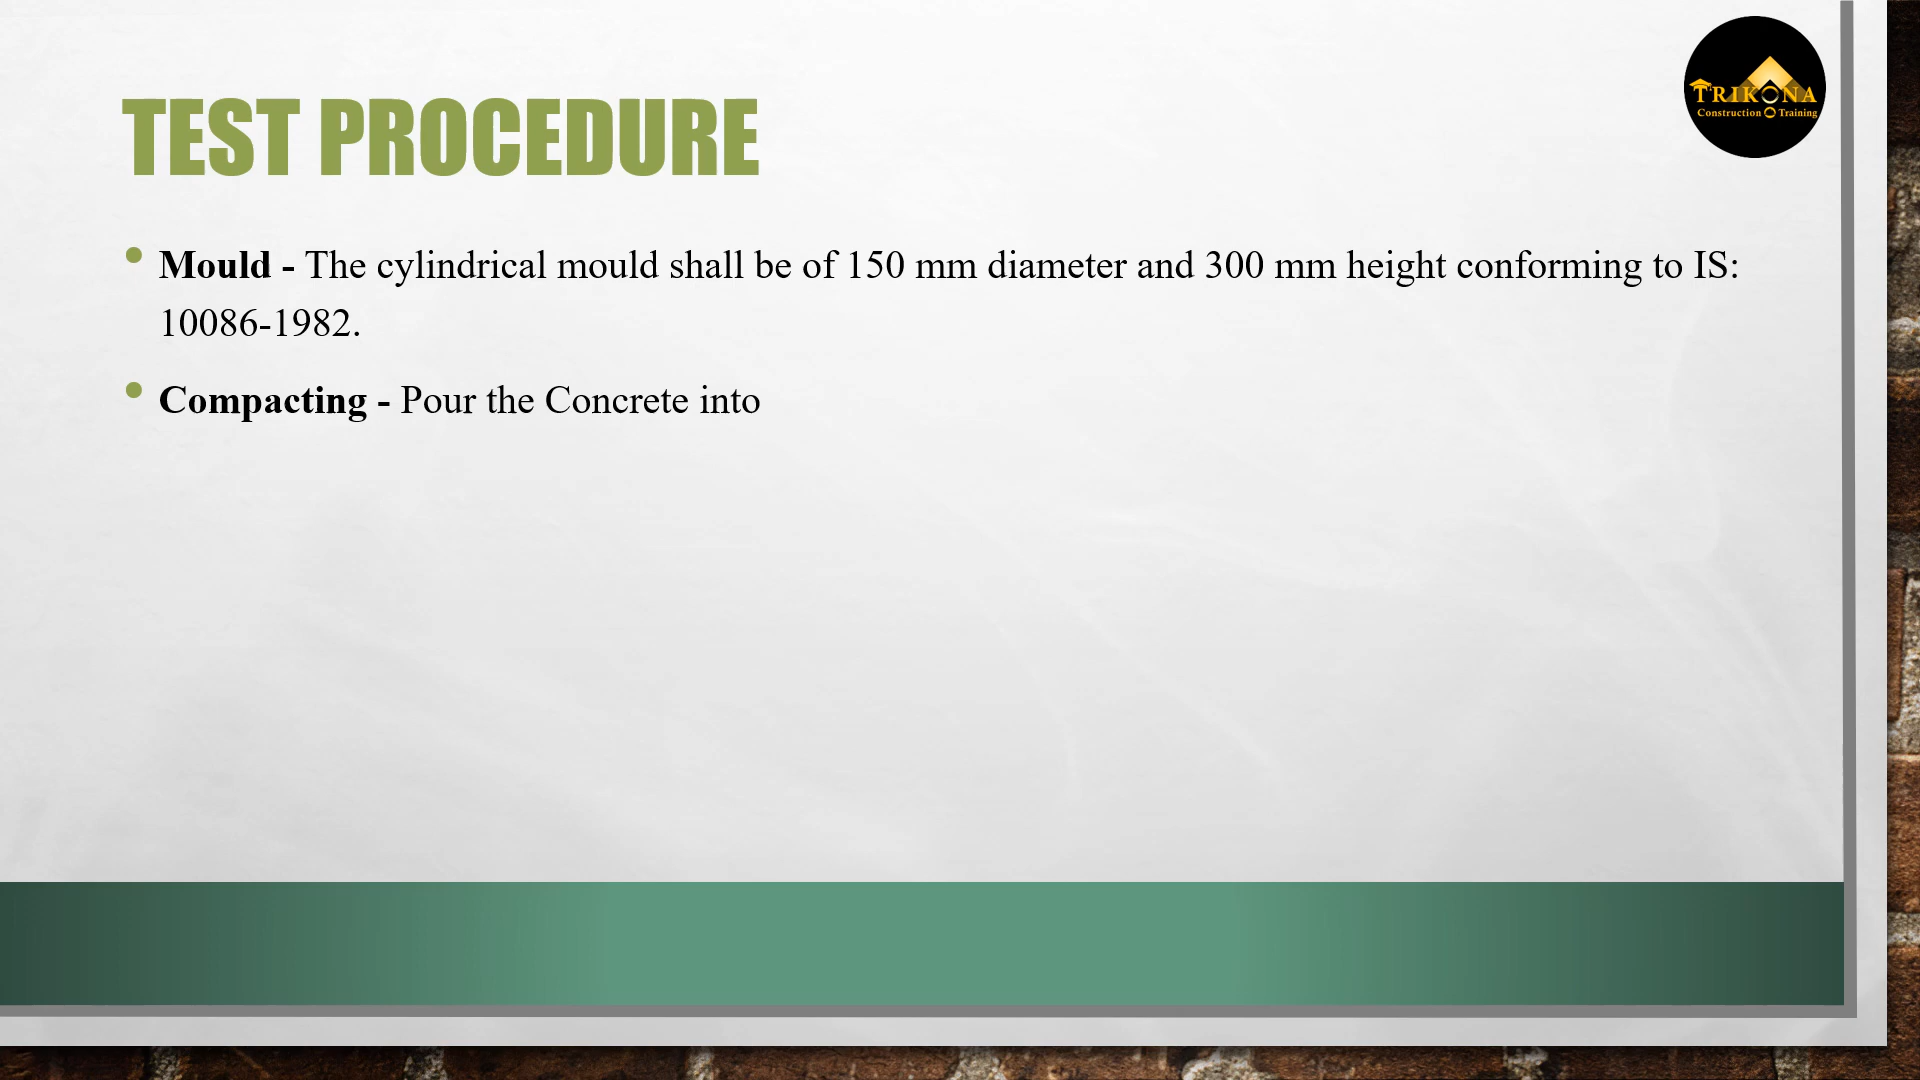 TRIKONA
Construction Training
TEST PROCEDURE
• Mould - The cylindrical mould shall be of 150 mm diameter and 300 mm height conforming to IS:
10086-1982.
• Compacting - Pour the Concrete into